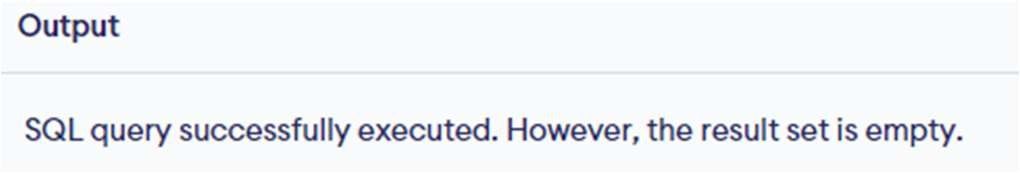 Output
SQL query successfully executed. However, the result set is empty.